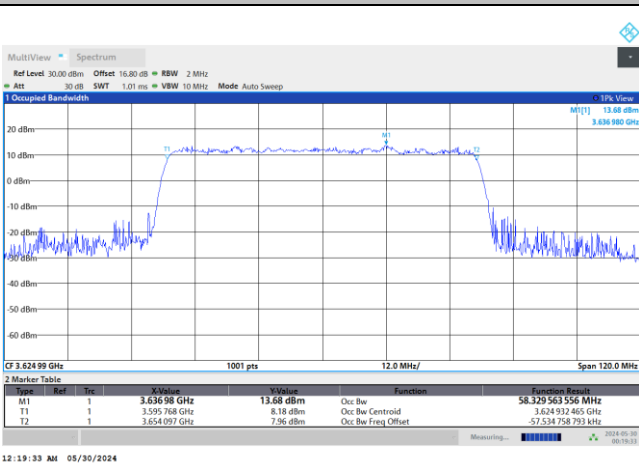 MultiView Spectrum
Ref Level 30.00 dBm Offset 16.80 dB RBW 2 MHz
Att 30 dB SWT 1.01 ms VBW 10 MHz Mode Auto Sweep
1 Occupied Bandwidth 1Pk View
M1[1] 13.68 dBm
3.636 980 GHz
20 dBm
M1
T1 T2
10 dBm
0 dBm
-10 dBm
-20 dBm
-30 dBm
-40 dBm
-50 dBm
-60 dBm
CF 3.624 99 GHz 1001 pts 12.0 MHz/ Span 120.0 MHz
2 Marker Table
Type Ref Trc X-Value Y-Value Function Function Result
M1 1 3.636 98 GHz 13.68 dBm Occ Bw 58.329 563 556 MHz
T1 1 3.595 768 GHz 8.18 dBm Occ Bw Centroid 3.624 932 465 GHz
T2 1 3.654 097 GHz 7.96 dBm Occ Bw Freq Offset -57.534 758 793 kHz
Measuring... 2024-05-30
00:19:33
12:19:33 AM 05/30/2024